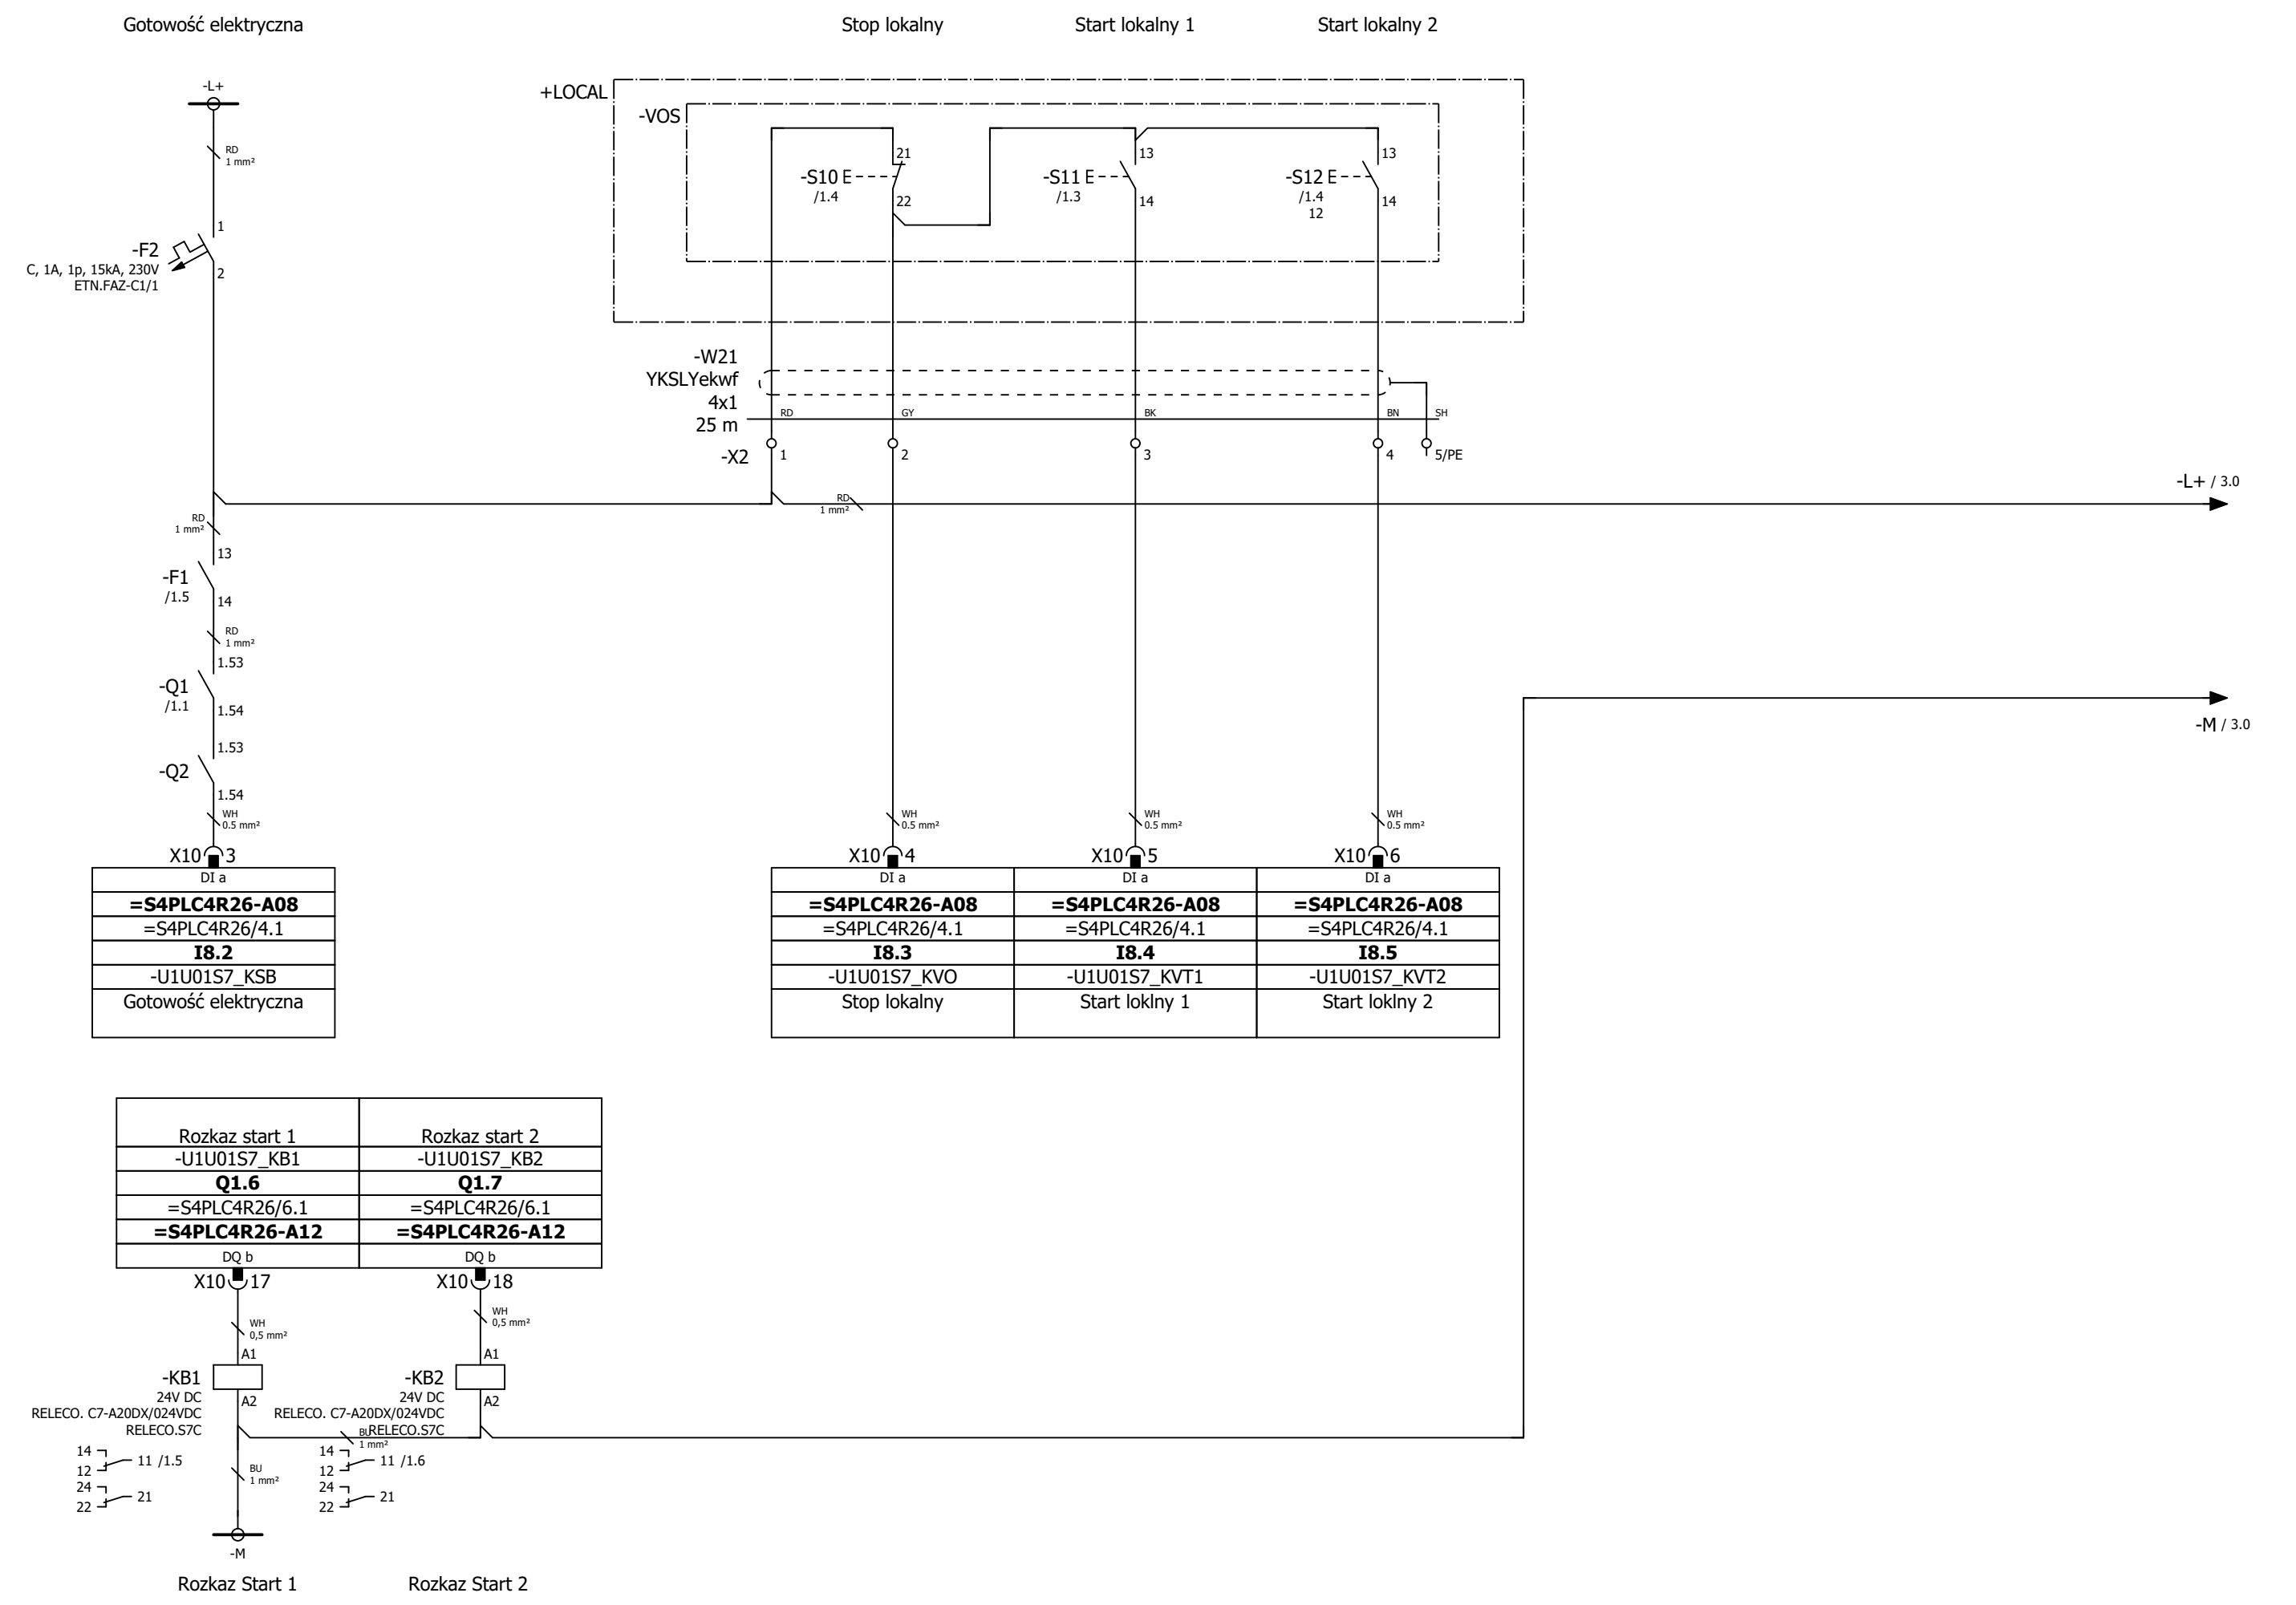 Gotowość elektryczna
Stop lokalny
Start lokalny 1
Start lokalny 2
-L+
RD
1 mm²
1
-F2
C, 1A, 1p, 15kA, 230V
ETN.FAZ-C1/1
2
+LOCAL
-VOS
21
-S10 E
/1.4
22
13
-S11 E
/1.3
14
13
-S12 E
/1.4
12
14
-W21
YKSLYekwf
4x1
25 m
RD
GY
BK
BN
SH
-X2
1
2
3
4
5/PE
RD
1 mm²
-L+ / 3.0
RD
1 mm²
13
-F1
/1.5
14
RD
1 mm²
1.53
-Q1
/1.1
1.54
1.53
-Q2
1.54
WH
0.5 mm²
-M / 3.0
WH
0.5 mm²
WH
0.5 mm²
WH
0.5 mm²
X10 3
DI a
=S4PLC4R26-A08
=S4PLC4R26/4.1
I8.2
-U1U01S7_KSB
Gotowość elektryczna
X10 4
DI a
=S4PLC4R26-A08
=S4PLC4R26/4.1
I8.3
-U1U01S7_KVO
Stop lokalny
X10 5
DI a
=S4PLC4R26-A08
=S4PLC4R26/4.1
I8.4
-U1U01S7_KVT1
Start loklny 1
X10 6
DI a
=S4PLC4R26-A08
=S4PLC4R26/4.1
I8.5
-U1U01S7_KVT2
Start loklny 2
Rozkaz start 1
-U1U01S7_KB1
Q1.6
=S4PLC4R26/6.1
=S4PLC4R26-A12
DQ b
X10 17
Rozkaz start 2
-U1U01S7_KB2
Q1.7
=S4PLC4R26/6.1
=S4PLC4R26-A12
DQ b
X10 18
WH
0,5 mm²
A1
-KB1
24V DC
RELECO. C7-A20DX/024VDC
RELECO.S7C
A2
14
12
11 /1.5
24
22
21
BU
1 mm²
WH
0,5 mm²
A1
-KB2
24V DC
RELECO. C7-A20DX/024VDC
RELECO.S7C
A2
BU
1 mm²
14
12
11 /1.6
24
22
21
-M
Rozkaz Start 1
Rozkaz Start 2